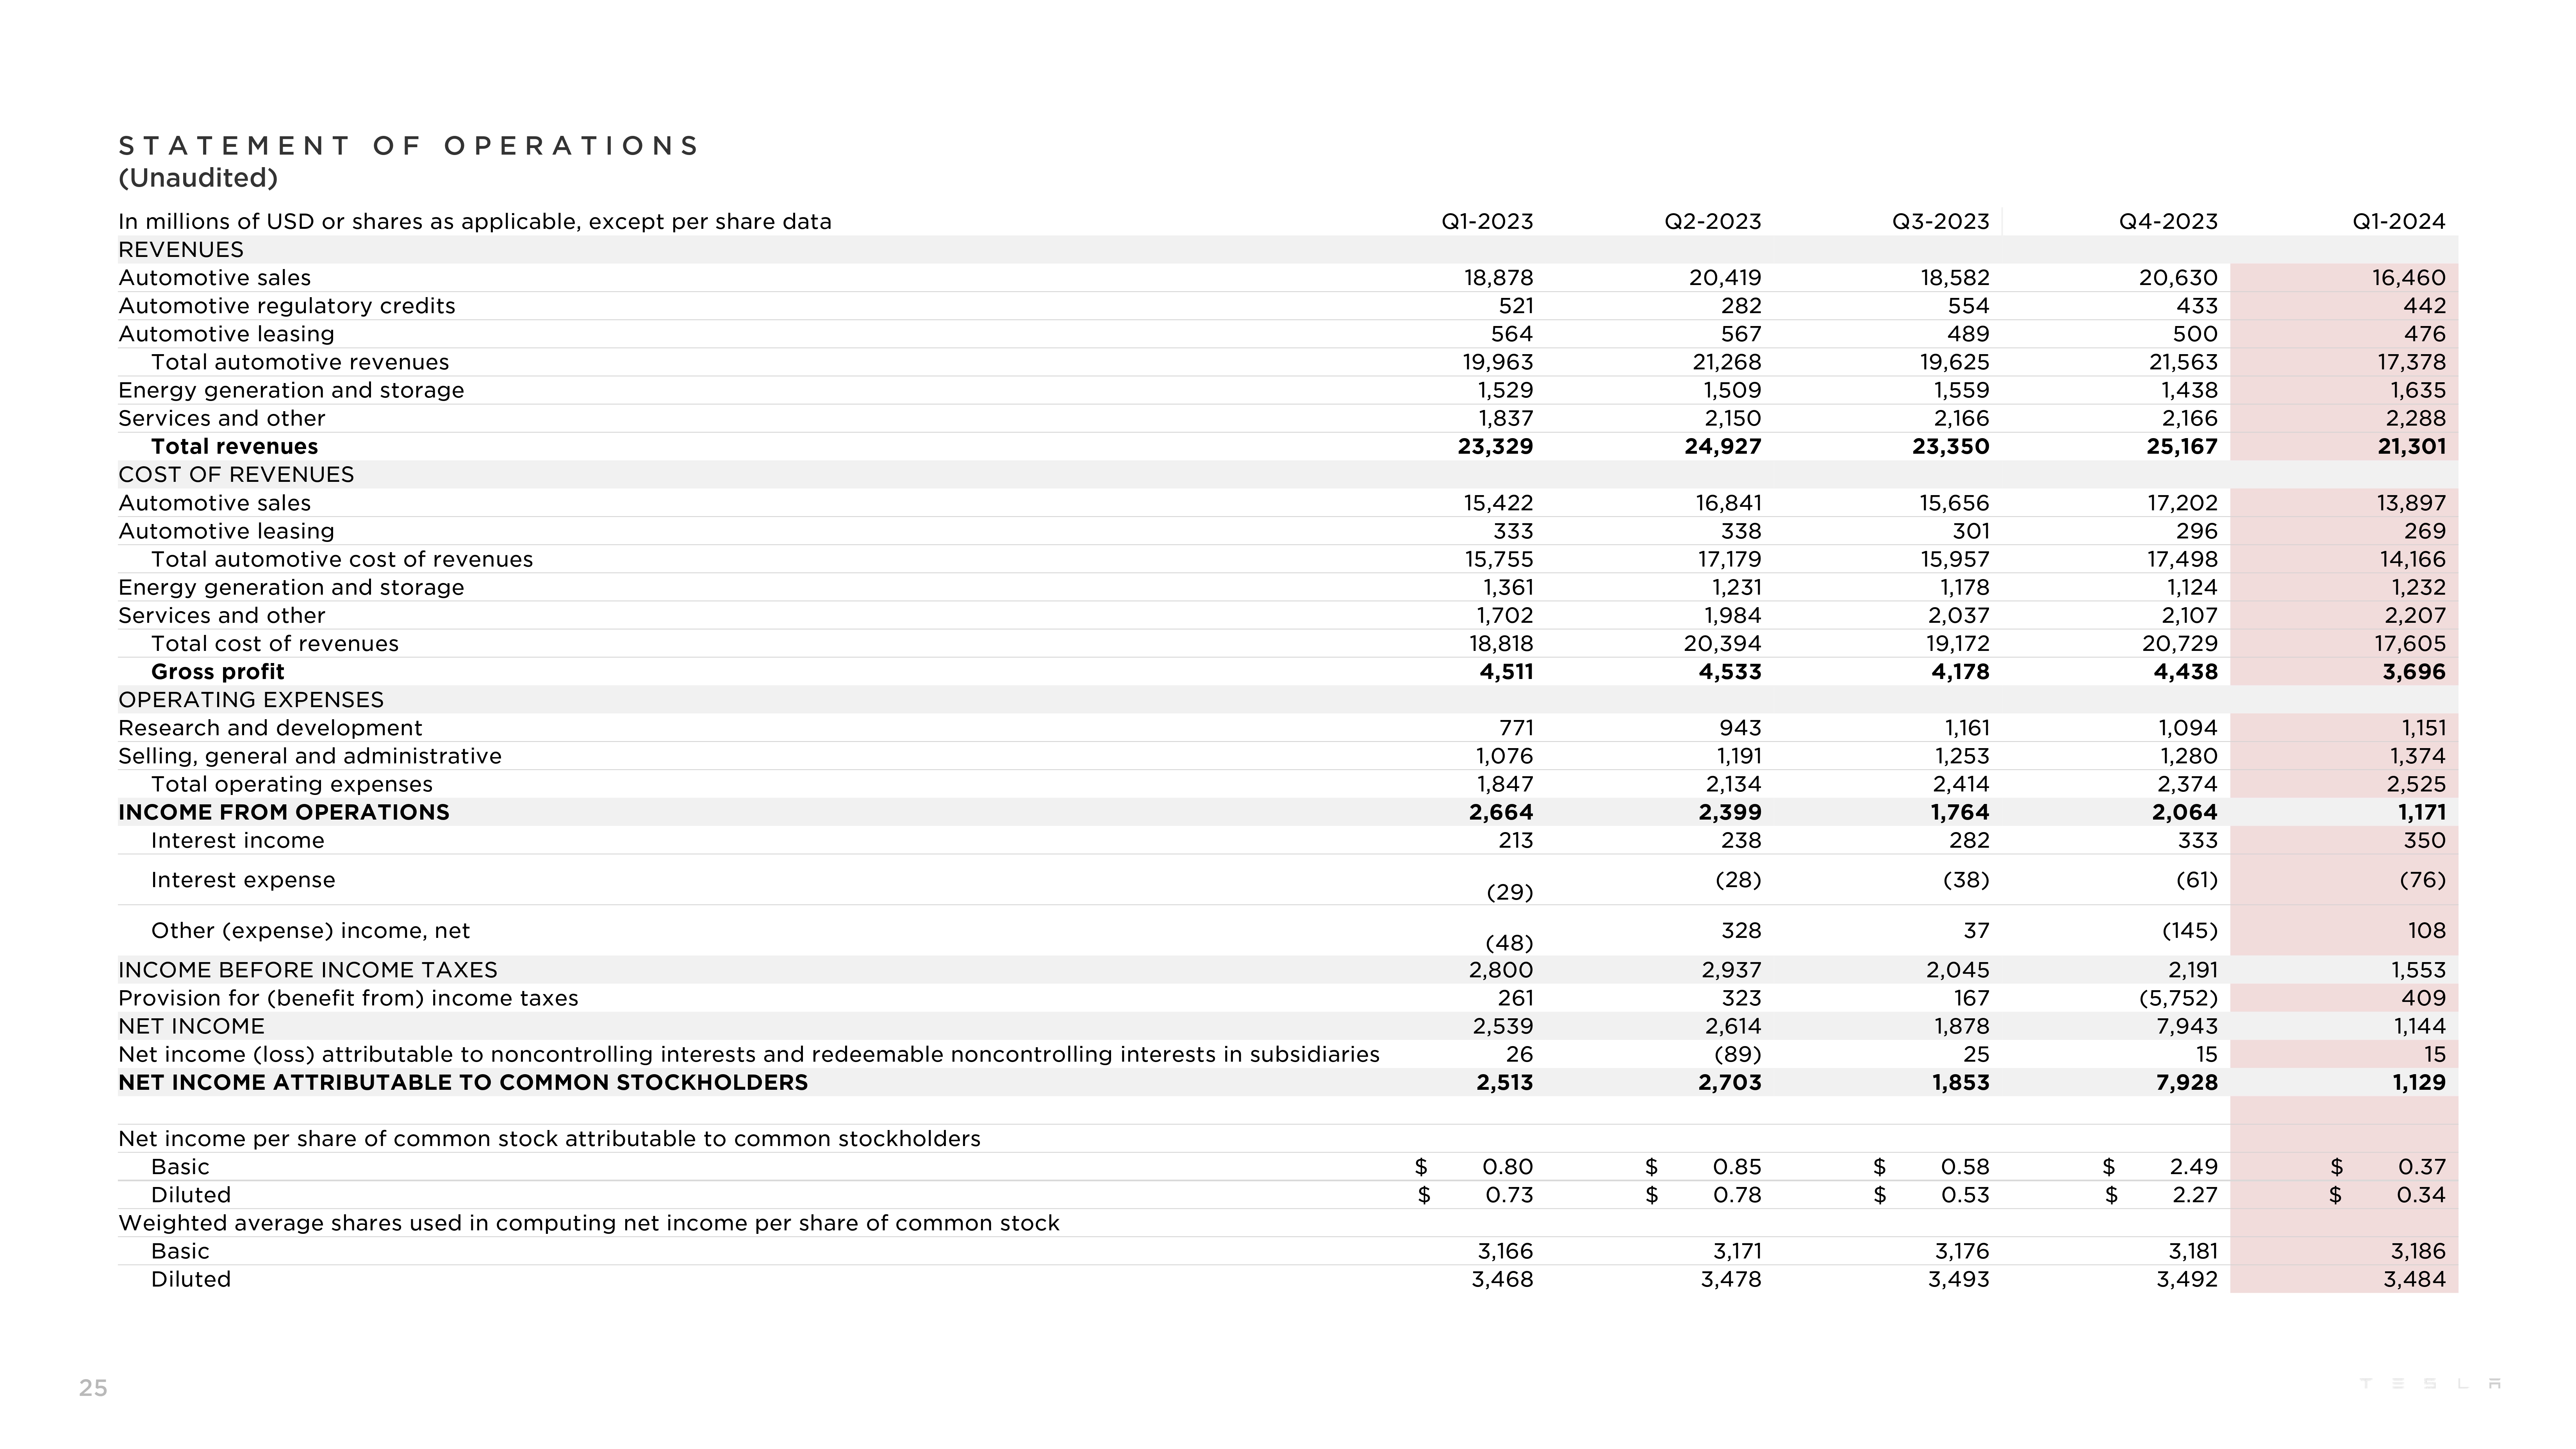 STATEMENT OF OPERATIONS
(Unaudited)
In millions of USD or shares as applicable, except per share data Q1-2023 Q2-2023 Q3-2023 Q4-2023 Q1-2024
REVENUES
Automotive sales 18,878 20,419 18,582 20,630 16,460
Automotive regulatory credits 521 282 554 433 442
Automotive leasing 564 567 489 500 476
Total automotive revenues 19,963 21,268 19,625 21,563 17,378
Energy generation and storage 1,529 1,509 1,559 1,438 1,635
Services and other 1,837 2,150 2,166 2,166 2,288
Total revenues 23,329 24,927 23,350 25,167 21,301
COST OF REVENUES
Automotive sales 15,422 16,841 15,656 17,202 13,897
Automotive leasing 333 338 301 296 269
Total automotive cost of revenues 15,755 17,179 15,957 17,498 14,166
Energy generation and storage 1,361 1,231 1,178 1,124 1,232
Services and other 1,702 1,984 2,037 2,107 2,207
Total cost of revenues 18,818 20,394 19,172 20,729 17,605
Gross profit 4,511 4,533 4,178 4,438 3,696
OPERATING EXPENSES
Research and development 771 943 1,161 1,094 1,151
Selling, general and administrative 1,076 1,191 1,253 1,280 1,374
Total operating expenses 1,847 2,134 2,414 2,374 2,525
INCOME FROM OPERATIONS 2,664 2,399 1,764 2,064 1,171
Interest income 213 238 282 333 350
Interest expense (29) (28) (38) (61) (76)
Other (expense) income, net (48) 328 37 (145) 108
INCOME BEFORE INCOME TAXES 2,800 2,937 2,045 2,191 1,553
Provision for (benefit from) income taxes 261 323 167 (5,752) 409
NET INCOME 2,539 2,614 1,878 7,943 1,144
Net income (loss) attributable to noncontrolling interests and redeemable noncontrolling interests in subsidiaries 26 (89) 25 15 15
NET INCOME ATTRIBUTABLE TO COMMON STOCKHOLDERS 2,513 2,703 1,853 7,928 1,129
Net income per share of common stock attributable to common stockholders
Basic $ 0.80 $ 0.85 $ 0.58 $ 2.49 $ 0.37
Diluted $ 0.73 $ 0.78 $ 0.53 $ 2.27 $ 0.34
Weighted average shares used in computing net income per share of common stock
Basic 3,166 3,171 3,176 3,181 3,186
Diluted 3,468 3,478 3,493 3,492 3,484
25
TESLA